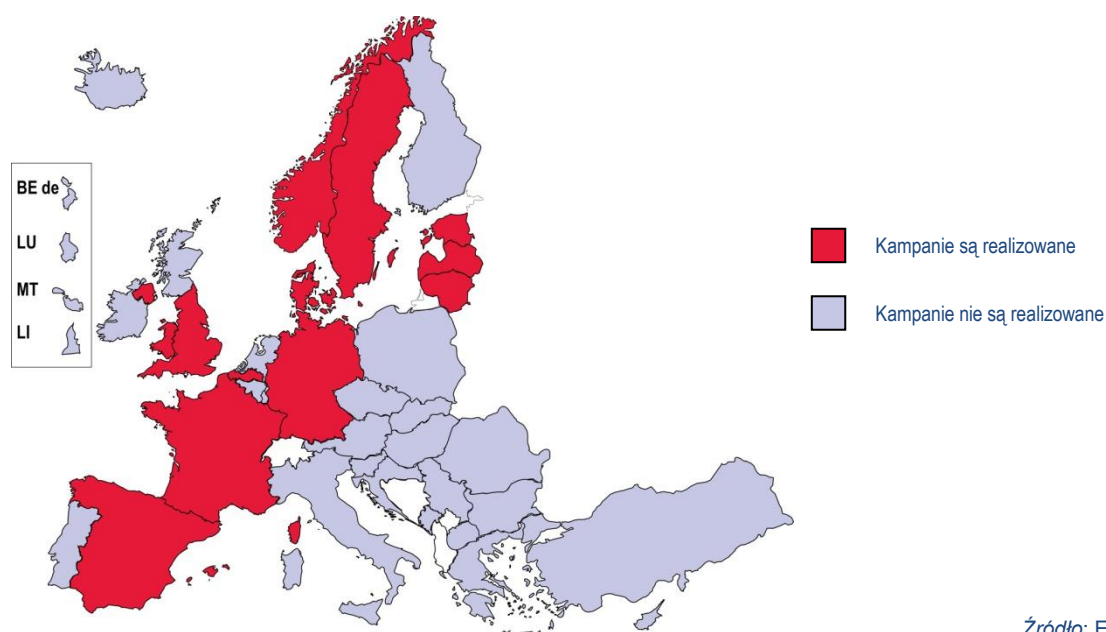 BE de
LU
MT
LI
Kampanie są realizowane
Kampanie nie są realizowane
Źródło: E